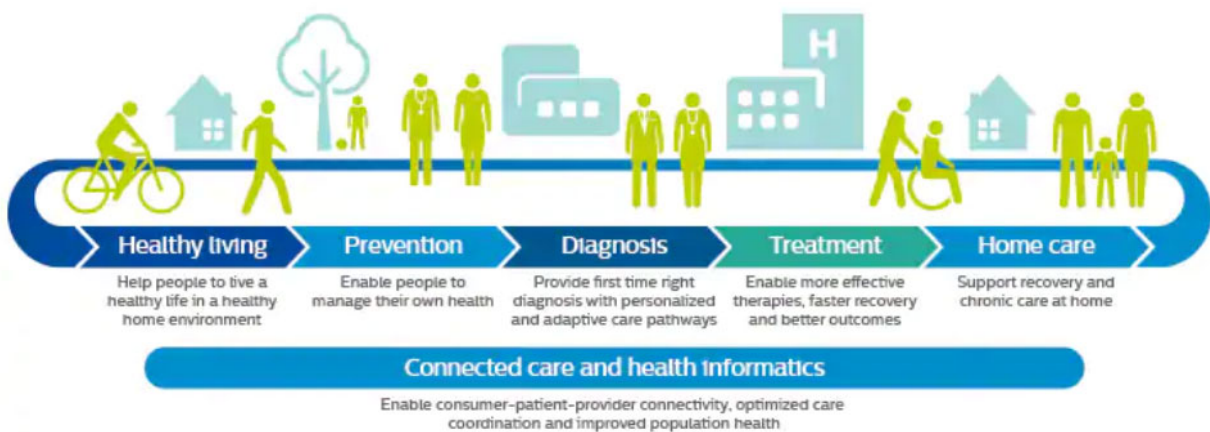 H
Healthy living
Help people to live a
healthy life in a healthy
home environment
Prevention
Enable people to
manage their own health
Diagnosis
Provide first time right
diagnosis with personalized
and adaptive care pathways
Treatment
Enable more effective
therapies, faster recovery
and better outcomes
Home care
Support recovery and
chronic care at home
Connected care and health informatics
Enable consumer-patient-provider connectivity, optimized care
coordination and improved population health